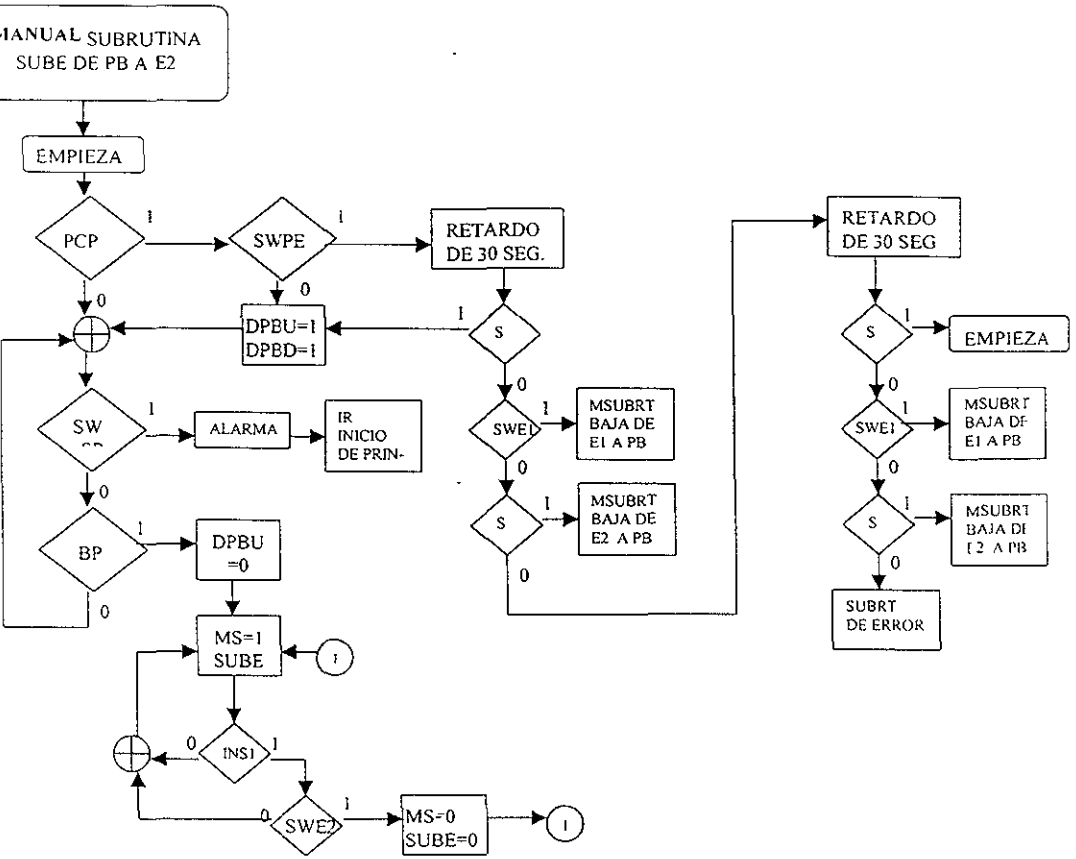 MANUAL SUBRUTINA
SUBE DE PB A E2
EMPIEZA
PCP
1
0
SWPE
1
0
RETARDO
DE 30 SEG.
DPBU=1
DPBD=1
S
1
0
SWE1
1
0
MSUBRT
BAJA DE
E1 A PB
S
1
0
MSUBRT
BAJA DE
E2 A PB
SW
1
0
ALARMA
IR
INICIO
DE PRIN-
BP
1
0
DPBU
=0
MS=1
SUBE
1
INS1
0
1
SWE2
0
1
MS=0
SUBE=0
1
RETARDO
DE 30 SEG
S
1
0
EMPIEZA
SWE1
1
0
MSUBRT
BAJA DE
E1 A PB
S
1
0
MSUBRT
BAJA DE
E2 A PB
SUBRT
DE ERROR